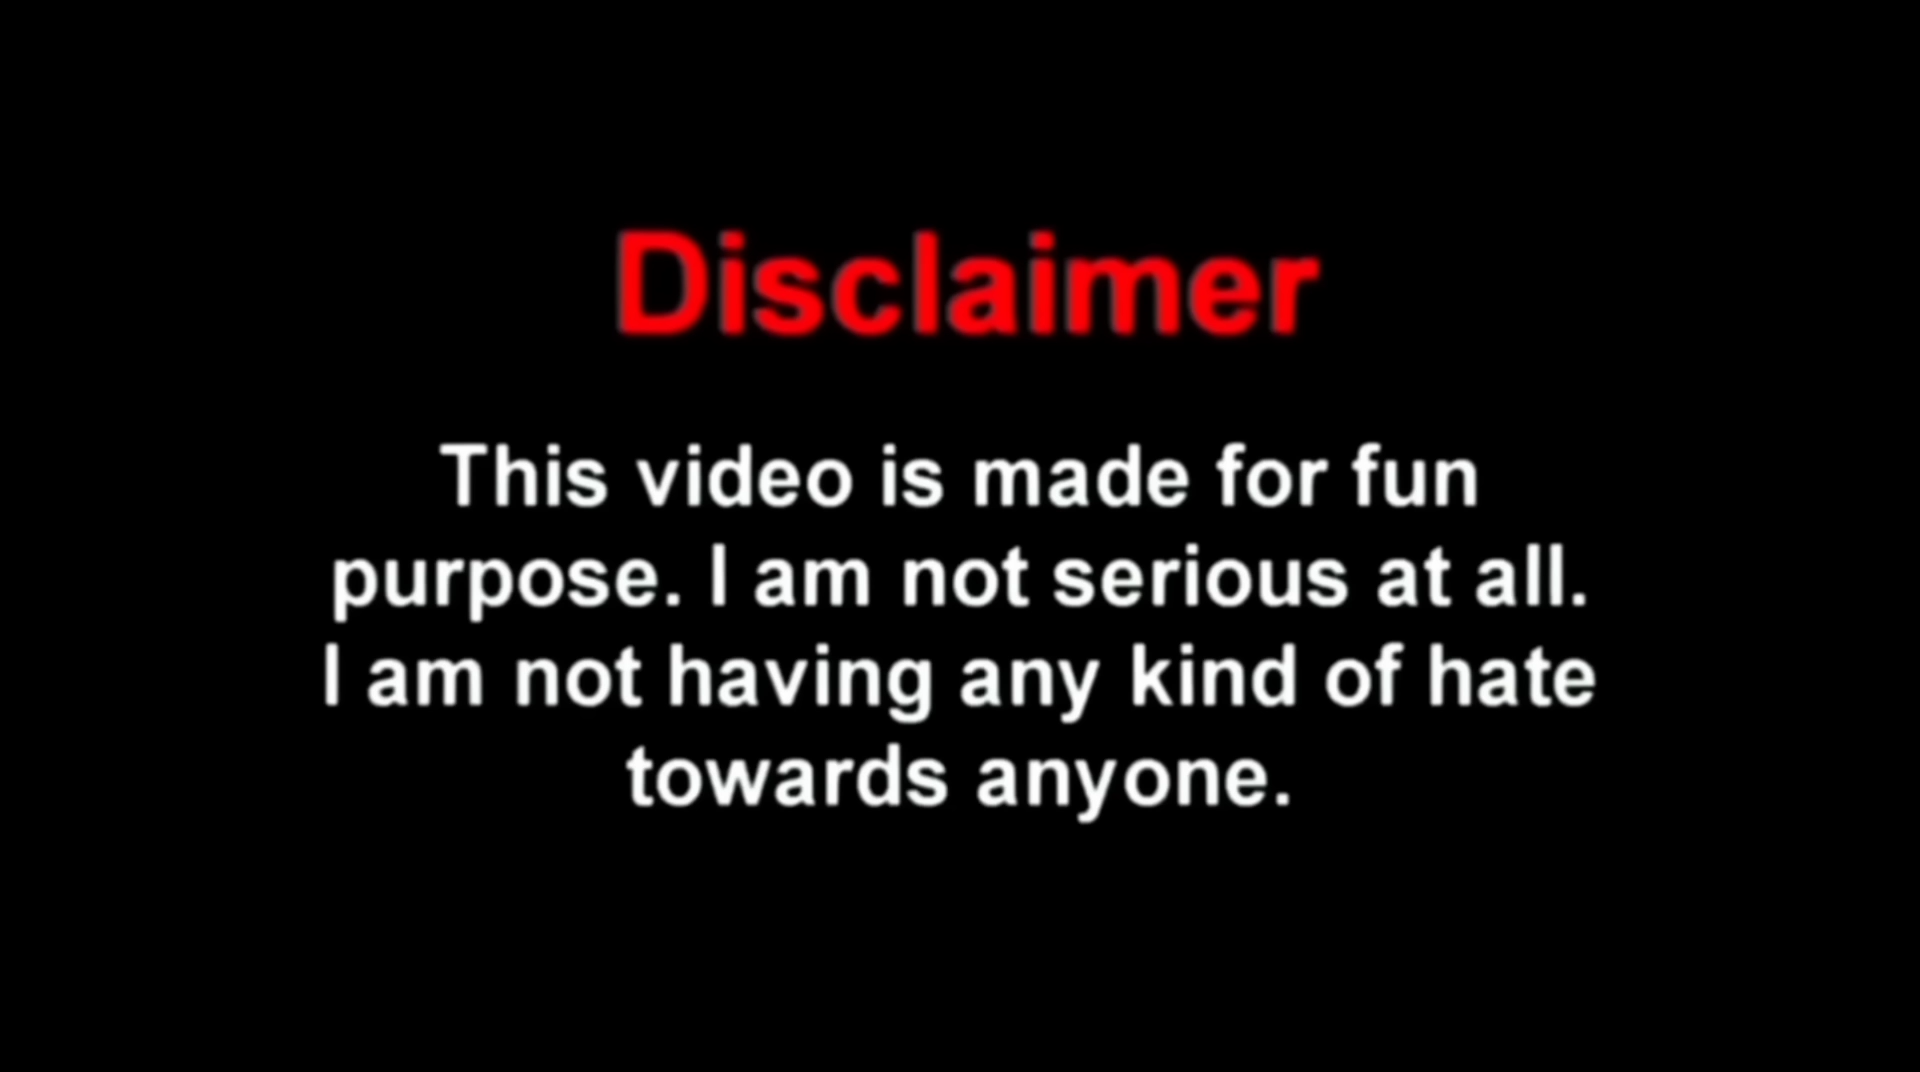 Disclaimer
This video is made for fun
purpose. I am not serious at all.
I am not having any kind of hate
towards anyone.